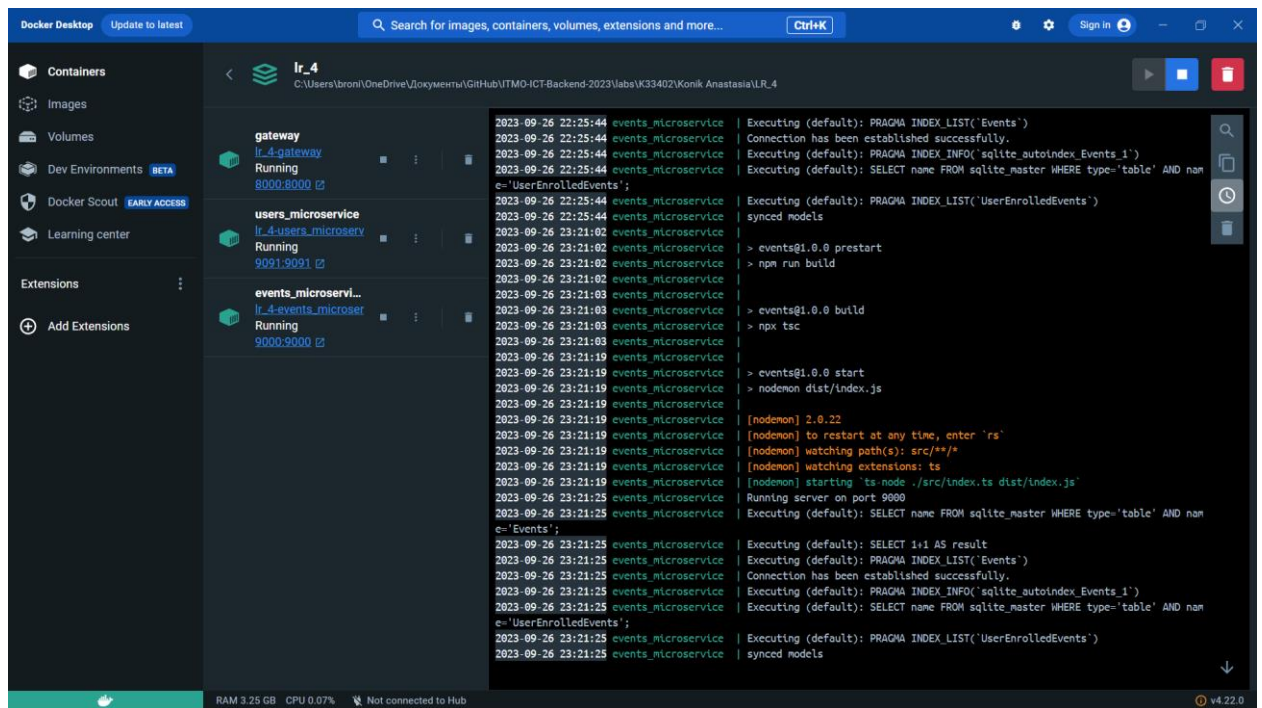 Docker Desktop Update to latest Search for images, containers, volumes, extensions and more... Ctrl+K Sign in
Containers
Images
Volumes
Dev Environments BETA
Docker Scout EARLY ACCESS
Learning center
Extensions
Add Extensions
lr_4
C:\Users\broni\OneDrive\Документы\GitHub\ITMO-ICT-Backend-2023\labs\K33402\Konik Anastasia\LR_4
gateway
lr_4-gateway
Running
8000:8000
users_microservice
lr_4-users_microserv
Running
9091:9091
events_microservi...
lr_4-events_microser
Running
9000:9000
2023-09-26 22:25:44 events_microservice | Executing (default): PRAGMA INDEX_LIST(`Events`)
2023-09-26 22:25:44 events_microservice | Connection has been established successfully.
2023-09-26 22:25:44 events_microservice | Executing (default): PRAGMA INDEX_INFO(`sqlite_autoindex_Events_1`)
2023-09-26 22:25:44 events_microservice | Executing (default): SELECT name FROM sqlite_master WHERE type='table' AND nam
e='UserEnrolledEvents';
2023-09-26 22:25:44 events_microservice | Executing (default): PRAGMA INDEX_LIST(`UserEnrolledEvents`)
2023-09-26 22:25:44 events_microservice | synced models
2023-09-26 23:21:02 events_microservice |
2023-09-26 23:21:02 events_microservice | > events@1.0.0 prestart
2023-09-26 23:21:02 events_microservice | > npm run build
2023-09-26 23:21:02 events_microservice |
2023-09-26 23:21:03 events_microservice |
2023-09-26 23:21:03 events_microservice | > events@1.0.0 build
2023-09-26 23:21:03 events_microservice | > npx tsc
2023-09-26 23:21:03 events_microservice |
2023-09-26 23:21:19 events_microservice |
2023-09-26 23:21:19 events_microservice | > events@1.0.0 start
2023-09-26 23:21:19 events_microservice | > nodemon dist/index.js
2023-09-26 23:21:19 events_microservice |
2023-09-26 23:21:19 events_microservice | [nodemon] 2.0.22
2023-09-26 23:21:19 events_microservice | [nodemon] to restart at any time, enter `rs`
2023-09-26 23:21:19 events_microservice | [nodemon] watching path(s): src/**/*
2023-09-26 23:21:19 events_microservice | [nodemon] watching extensions: ts
2023-09-26 23:21:19 events_microservice | [nodemon] starting `ts-node ./src/index.ts dist/index.js`
2023-09-26 23:21:25 events_microservice | Running server on port 9000
2023-09-26 23:21:25 events_microservice | Executing (default): SELECT name FROM sqlite_master WHERE type='table' AND nam
e='Events';
2023-09-26 23:21:25 events_microservice | Executing (default): SELECT 1+1 AS result
2023-09-26 23:21:25 events_microservice | Executing (default): PRAGMA INDEX_LIST(`Events`)
2023-09-26 23:21:25 events_microservice | Connection has been established successfully.
2023-09-26 23:21:25 events_microservice | Executing (default): PRAGMA INDEX_INFO(`sqlite_autoindex_Events_1`)
2023-09-26 23:21:25 events_microservice | Executing (default): SELECT name FROM sqlite_master WHERE type='table' AND nam
e='UserEnrolledEvents';
2023-09-26 23:21:25 events_microservice | Executing (default): PRAGMA INDEX_LIST(`UserEnrolledEvents`)
2023-09-26 23:21:25 events_microservice | synced models
RAM 3.25 GB CPU 0.07% Not connected to Hub v4.22.0